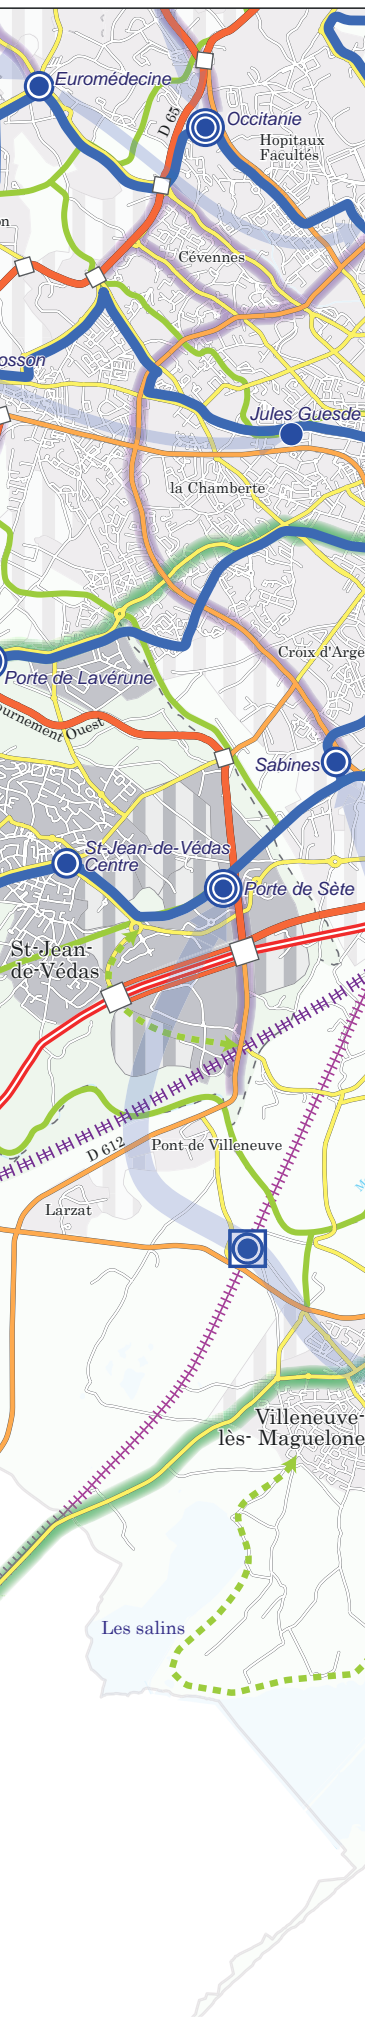 Euromédecine
D 65
Occitanie
Hopitaux
Facultés
n
Cévennes
osson
Jules Guesde
la Chamberte
Croix d'Arge
Porte de Lavérune
ournement Ouest
Sabines
St-Jean-de-Védas
Centre
Porte de Sète
St-Jean-
de-Védas
D 612
Pont de Villeneuve
Larzat
Villeneuve-
lès- Maguelone
Les salins